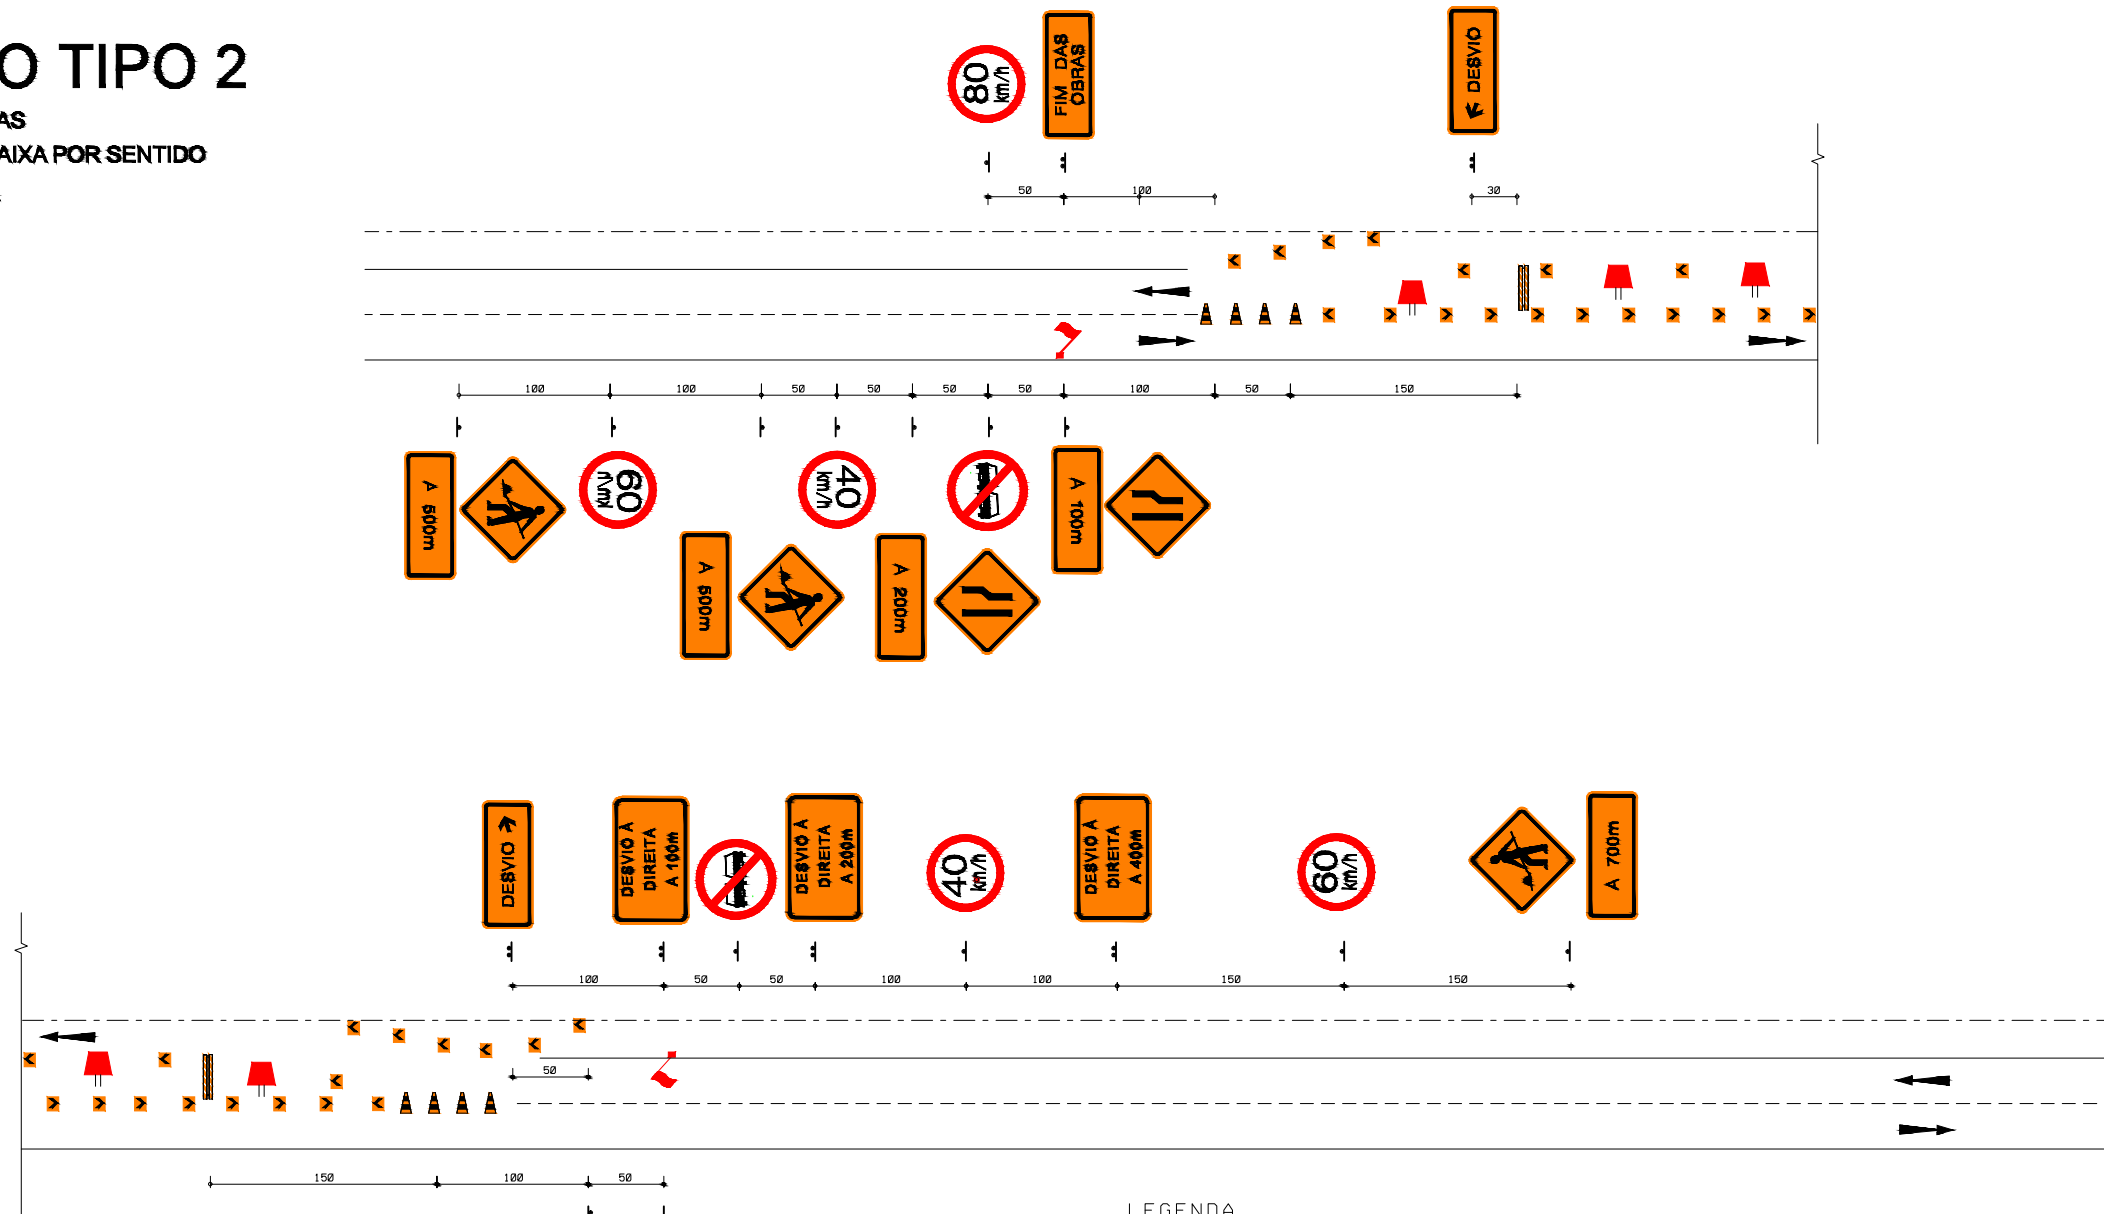 O TIPO 2
AS
AIXA POR SENTIDO
80
km/h
FIM DAS
OBRAS
DESVIO
50
100
30
100
100
50
50
50
50
100
50
150
A 500m
60
km/h
40
km/h
A 100m
A 500m
A 200m
DESVIO
DESVIO À
DIREITA
A 100m
DESVIO À
DIREITA
A 200m
40
km/h
DESVIO À
DIREITA
A 400m
60
km/h
A 700m
100
50
50
100
100
150
150
50
150
100
50
LEGENDA